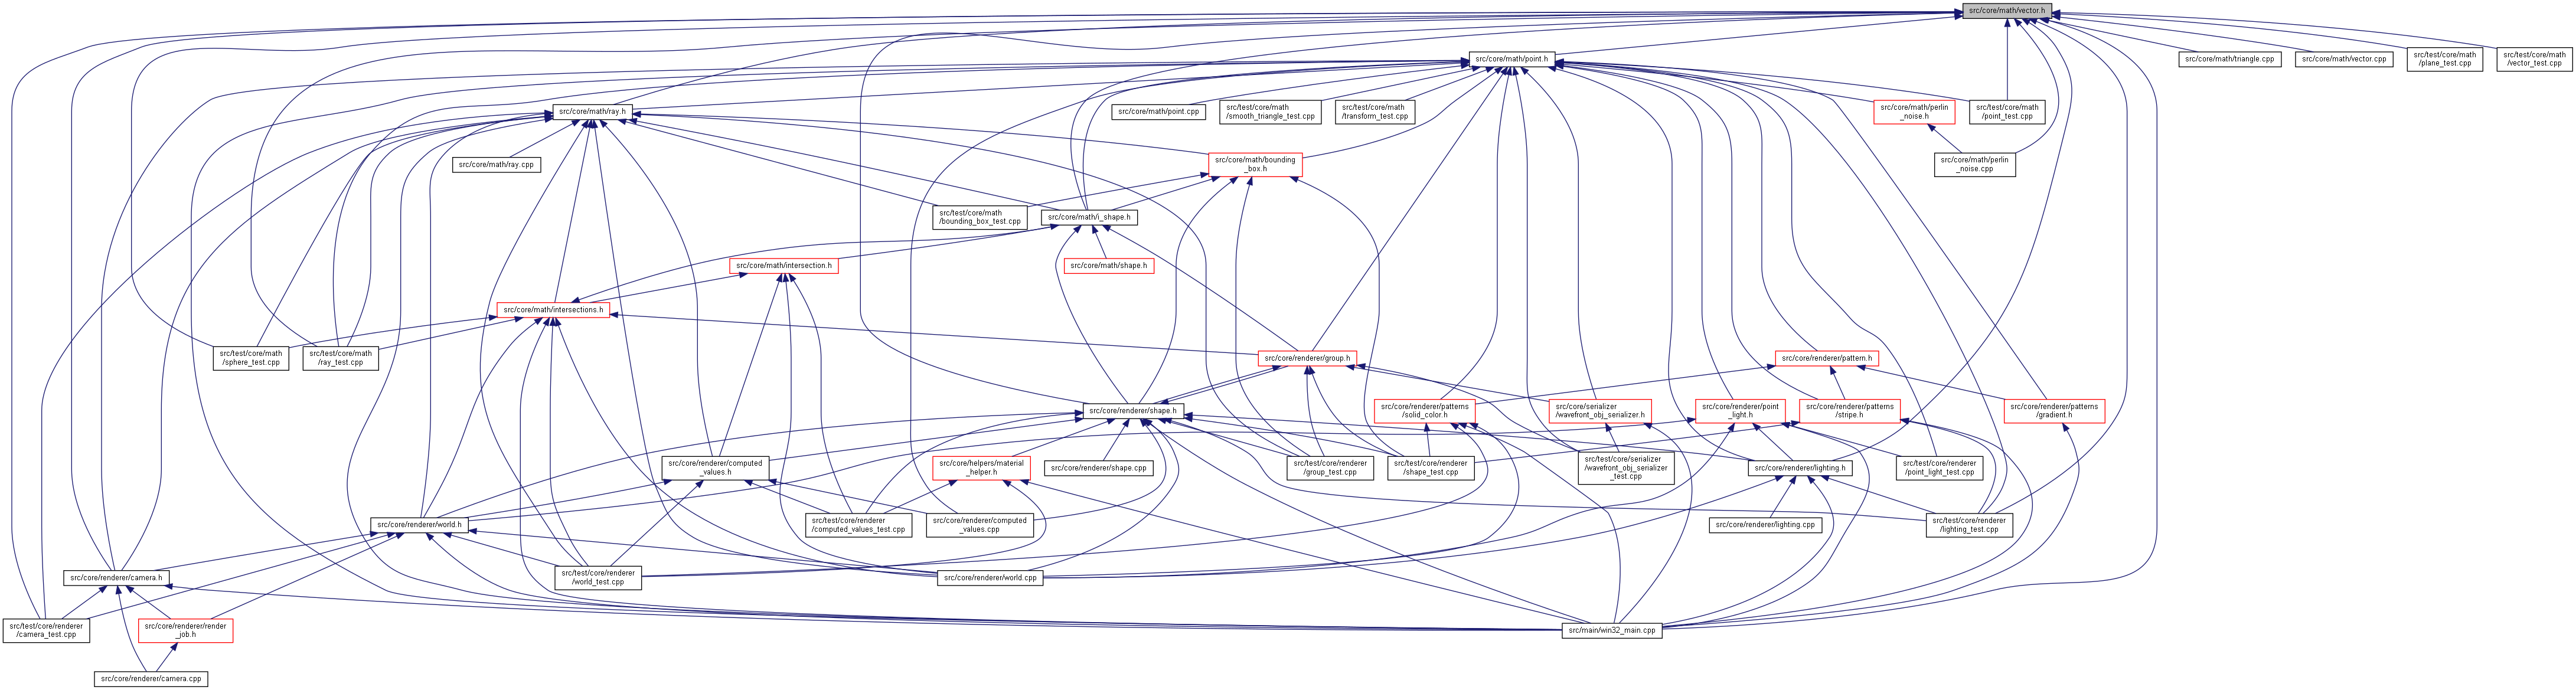 src/core/math/vector.h
src/core/math/point.h
src/core/math/triangle.cpp
src/core/math/vector.cpp
src/test/core/math
/plane_test.cpp
src/test/core/math
/vector_test.cpp
src/core/math/ray.h
src/core/math/point.cpp
src/test/core/math
/smooth_triangle_test.cpp
src/test/core/math
/transform_test.cpp
src/core/math/perlin
_noise.h
src/test/core/math
/point_test.cpp
src/core/math/ray.cpp
src/core/math/bounding
_box.h
src/core/math/perlin
_noise.cpp
src/test/core/math
/bounding_box_test.cpp
src/core/math/i_shape.h
src/core/math/intersection.h
src/core/math/shape.h
src/core/math/intersections.h
src/test/core/math
/sphere_test.cpp
src/test/core/math
/ray_test.cpp
src/core/renderer/group.h
src/core/renderer/pattern.h
src/core/renderer/shape.h
src/core/renderer/patterns
/solid_color.h
src/core/serializer
/wavefront_obj_serializer.h
src/core/renderer/point
_light.h
src/core/renderer/patterns
/stripe.h
src/core/renderer/patterns
/gradient.h
src/core/renderer/computed
_values.h
src/core/helpers/material
_helper.h
src/core/renderer/shape.cpp
src/test/core/renderer
/group_test.cpp
src/test/core/renderer
/shape_test.cpp
src/test/core/serializer
/wavefront_obj_serializer
_test.cpp
src/core/renderer/lighting.h
src/test/core/renderer
/point_light_test.cpp
src/core/renderer/world.h
src/test/core/renderer
/computed_values_test.cpp
src/core/renderer/computed
_values.cpp
src/core/renderer/lighting.cpp
src/test/core/renderer
/lighting_test.cpp
src/core/renderer/camera.h
src/test/core/renderer
/world_test.cpp
src/core/renderer/world.cpp
src/test/core/renderer
/camera_test.cpp
src/core/renderer/render
_job.h
src/main/win32_main.cpp
src/core/renderer/camera.cpp